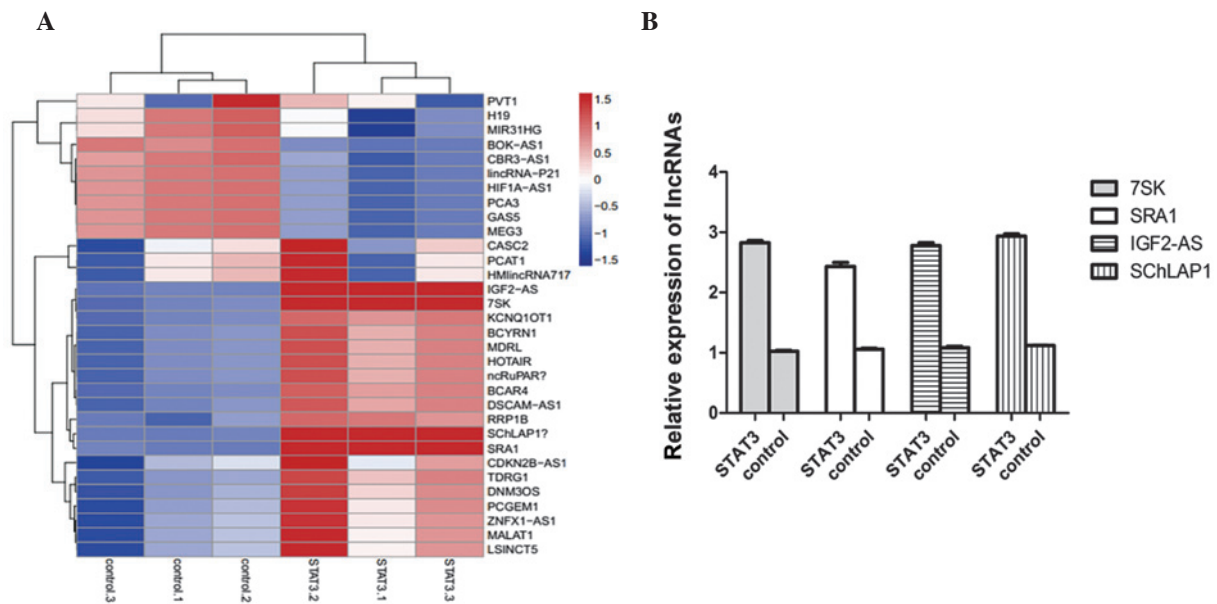 A
PVT1
H19
MIR31HG
BOK-AS1
CBR3-AS1
lincRNA-P21
HIF1A-AS1
PCA3
GAS5
MEG3
CASC2
PCAT1
HMlincRNA717
IGF2-AS
7SK
KCNQ1OT1
BCYRN1
MDRL
HOTAIR
ncRuPAR?
BCAR4
DSCAM-AS1
RRP1B
SChLAP1?
SRA1
CDKN2B-AS1
TDRG1
DNM3OS
PCGEM1
ZNFX1-AS1
MALAT1
LSINCT5
control.3
control.1
control.2
STAT3.2
STAT3.1
STAT3.3
1.5
1
0.5
0
-0.5
-1
-1.5
B
Relative expression of lncRNAs
4
3
2
1
0
STAT3
control
STAT3
control
STAT3
control
STAT3
control
7SK
SRA1
IGF2-AS
SChLAP1